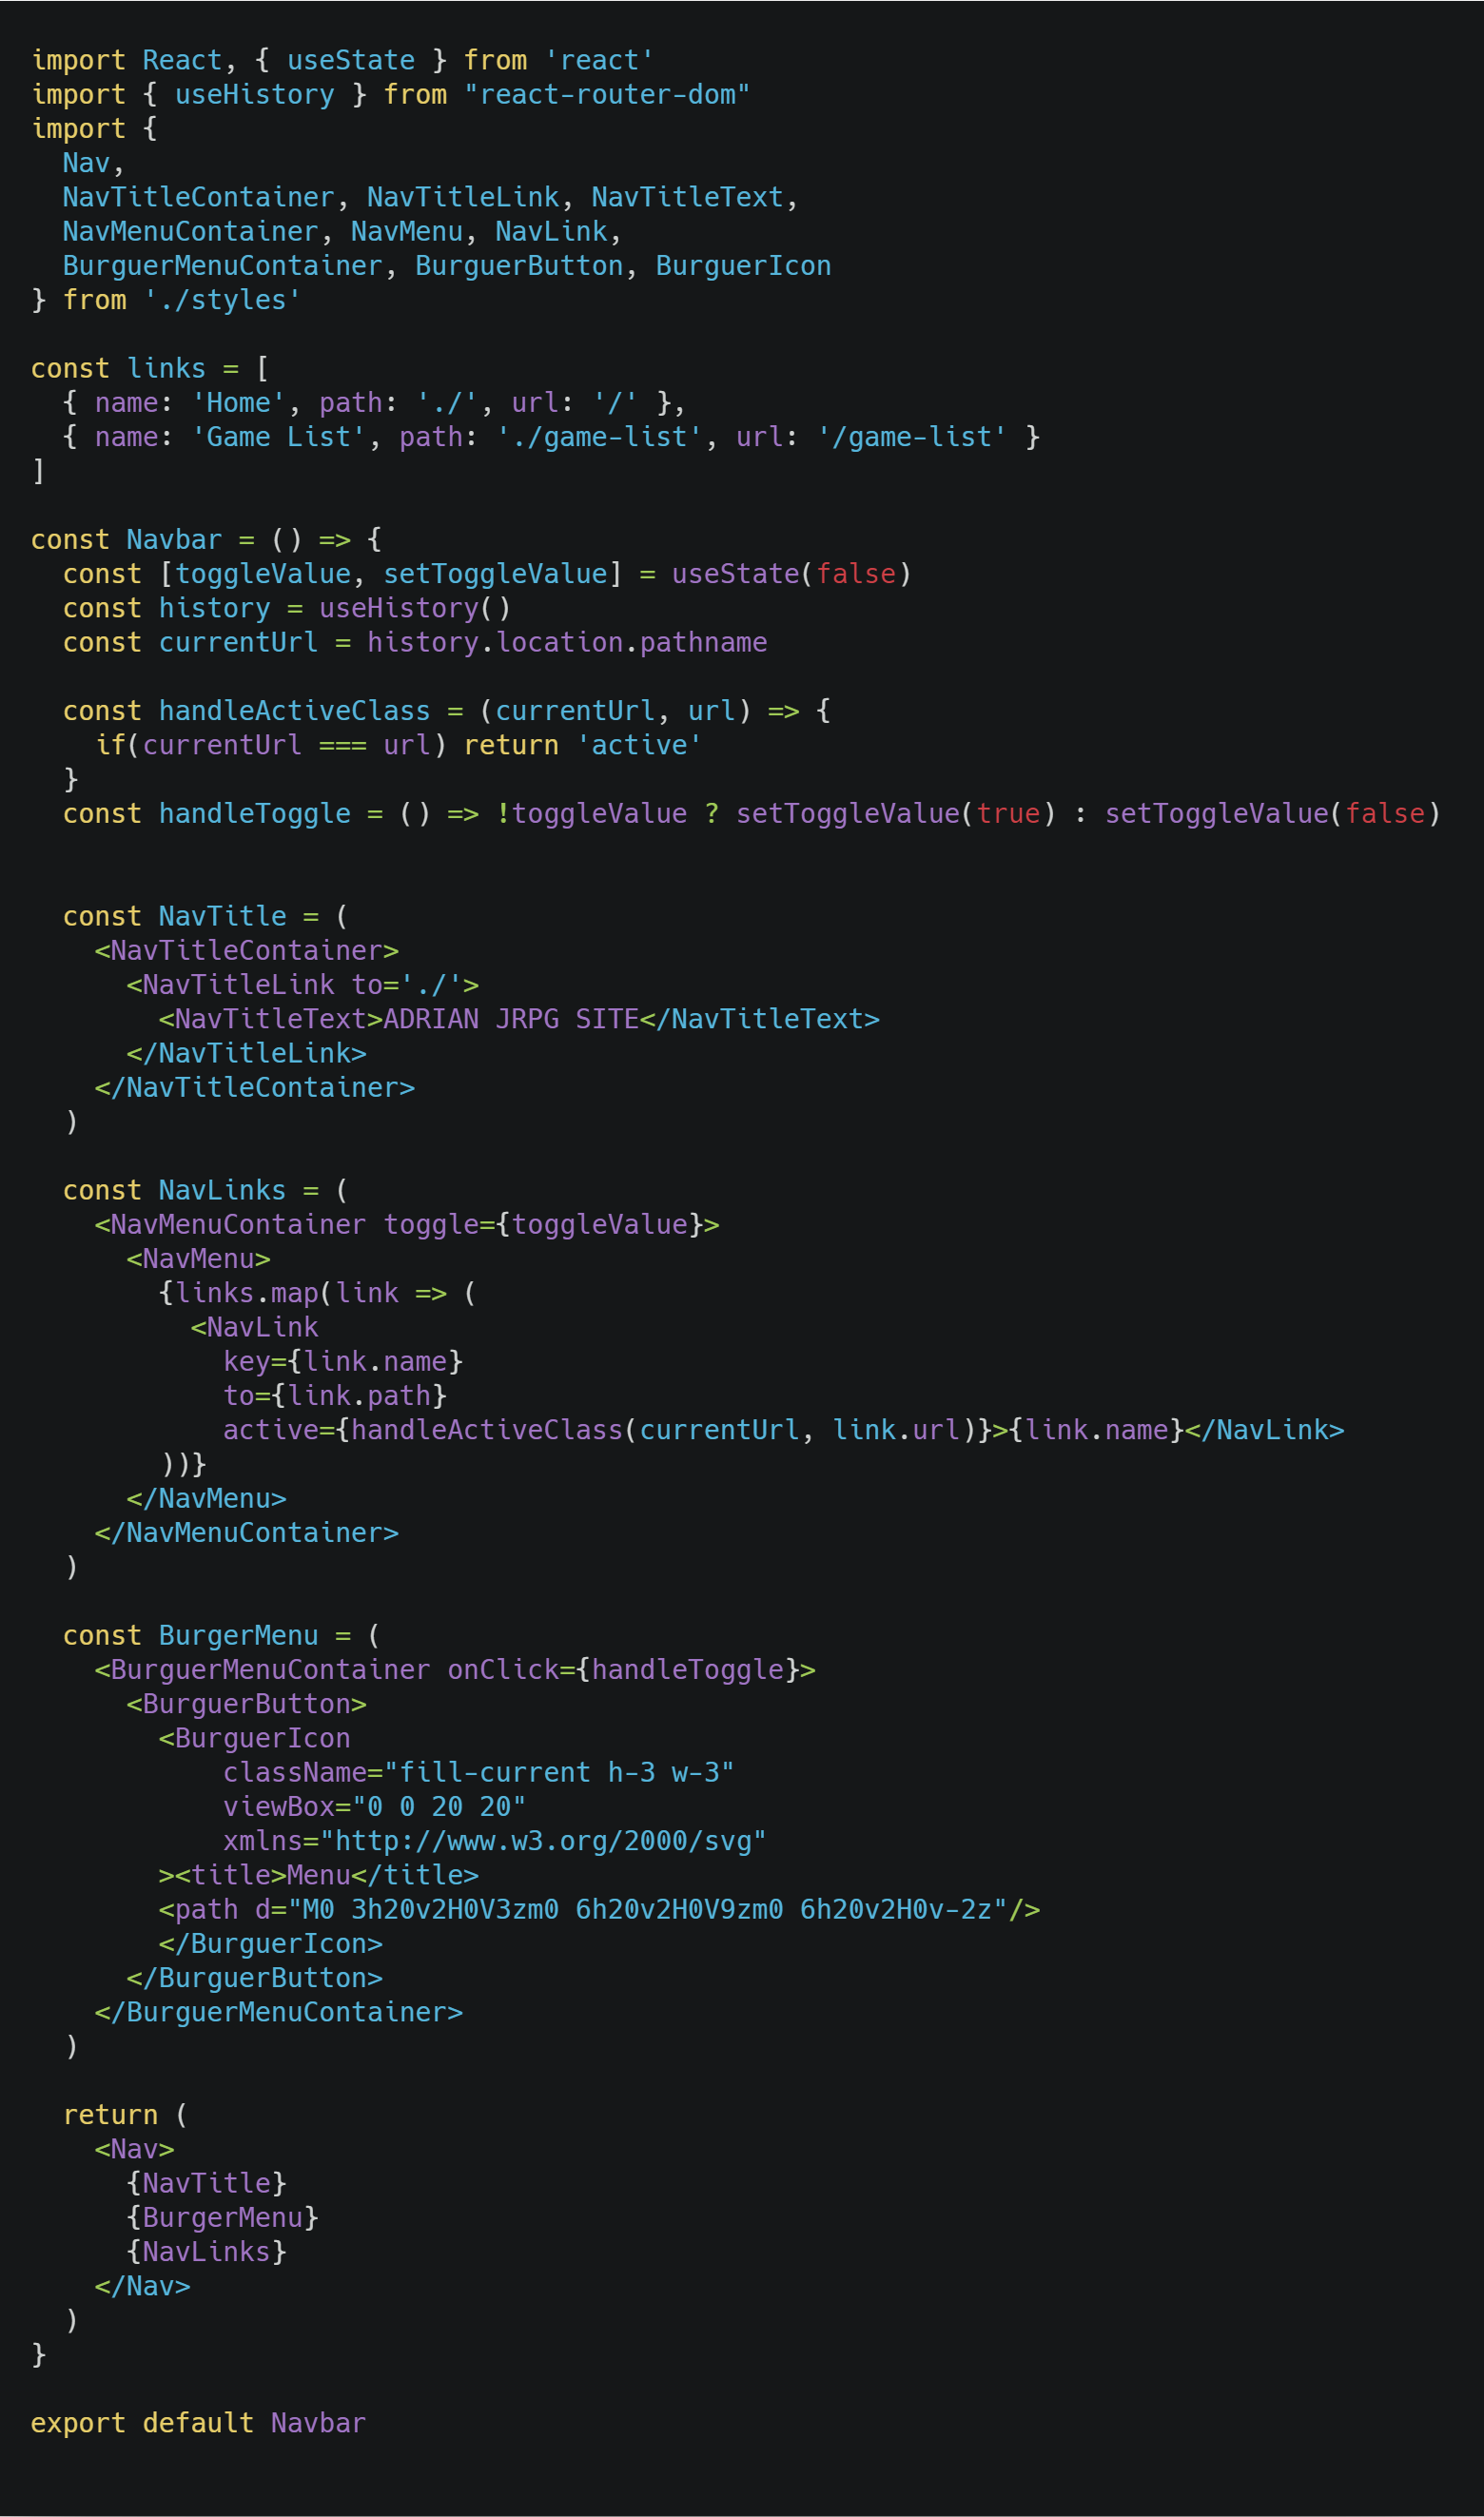 import React, { useState } from 'react'
import { useHistory } from "react-router-dom"
import {
  Nav,
  NavTitleContainer, NavTitleLink, NavTitleText,
  NavMenuContainer, NavMenu, NavLink,
  BurguerMenuContainer, BurguerButton, BurguerIcon
} from './styles'

const links = [
  { name: 'Home', path: './', url: '/' },
  { name: 'Game List', path: './game-list', url: '/game-list' }
]

const Navbar = () => {
  const [toggleValue, setToggleValue] = useState(false)
  const history = useHistory()
  const currentUrl = history.location.pathname

  const handleActiveClass = (currentUrl, url) => {
    if(currentUrl === url) return 'active'
  }
  const handleToggle = () => !toggleValue ? setToggleValue(true) : setToggleValue(false)


  const NavTitle = (
    <NavTitleContainer>
      <NavTitleLink to='./'>
        <NavTitleText>ADRIAN JRPG SITE</NavTitleText>
      </NavTitleLink>
    </NavTitleContainer>
  )

  const NavLinks = (
    <NavMenuContainer toggle={toggleValue}>
      <NavMenu>
        {links.map(link => (
          <NavLink
            key={link.name}
            to={link.path}
            active={handleActiveClass(currentUrl, link.url)}>{link.name}</NavLink>
        ))}
      </NavMenu>
    </NavMenuContainer>
  )

  const BurgerMenu = (
    <BurguerMenuContainer onClick={handleToggle}>
      <BurguerButton>
        <BurguerIcon
            className="fill-current h-3 w-3"
            viewBox="0 0 20 20"
            xmlns="http://www.w3.org/2000/svg"
        ><title>Menu</title>
        <path d="M0 3h20v2H0V3zm0 6h20v2H0V9zm0 6h20v2H0v-2z"/>
        </BurguerIcon>
      </BurguerButton>
    </BurguerMenuContainer>
  )

  return (
    <Nav>
      {NavTitle}
      {BurgerMenu}
      {NavLinks}
    </Nav>
  )
}

export default Navbar